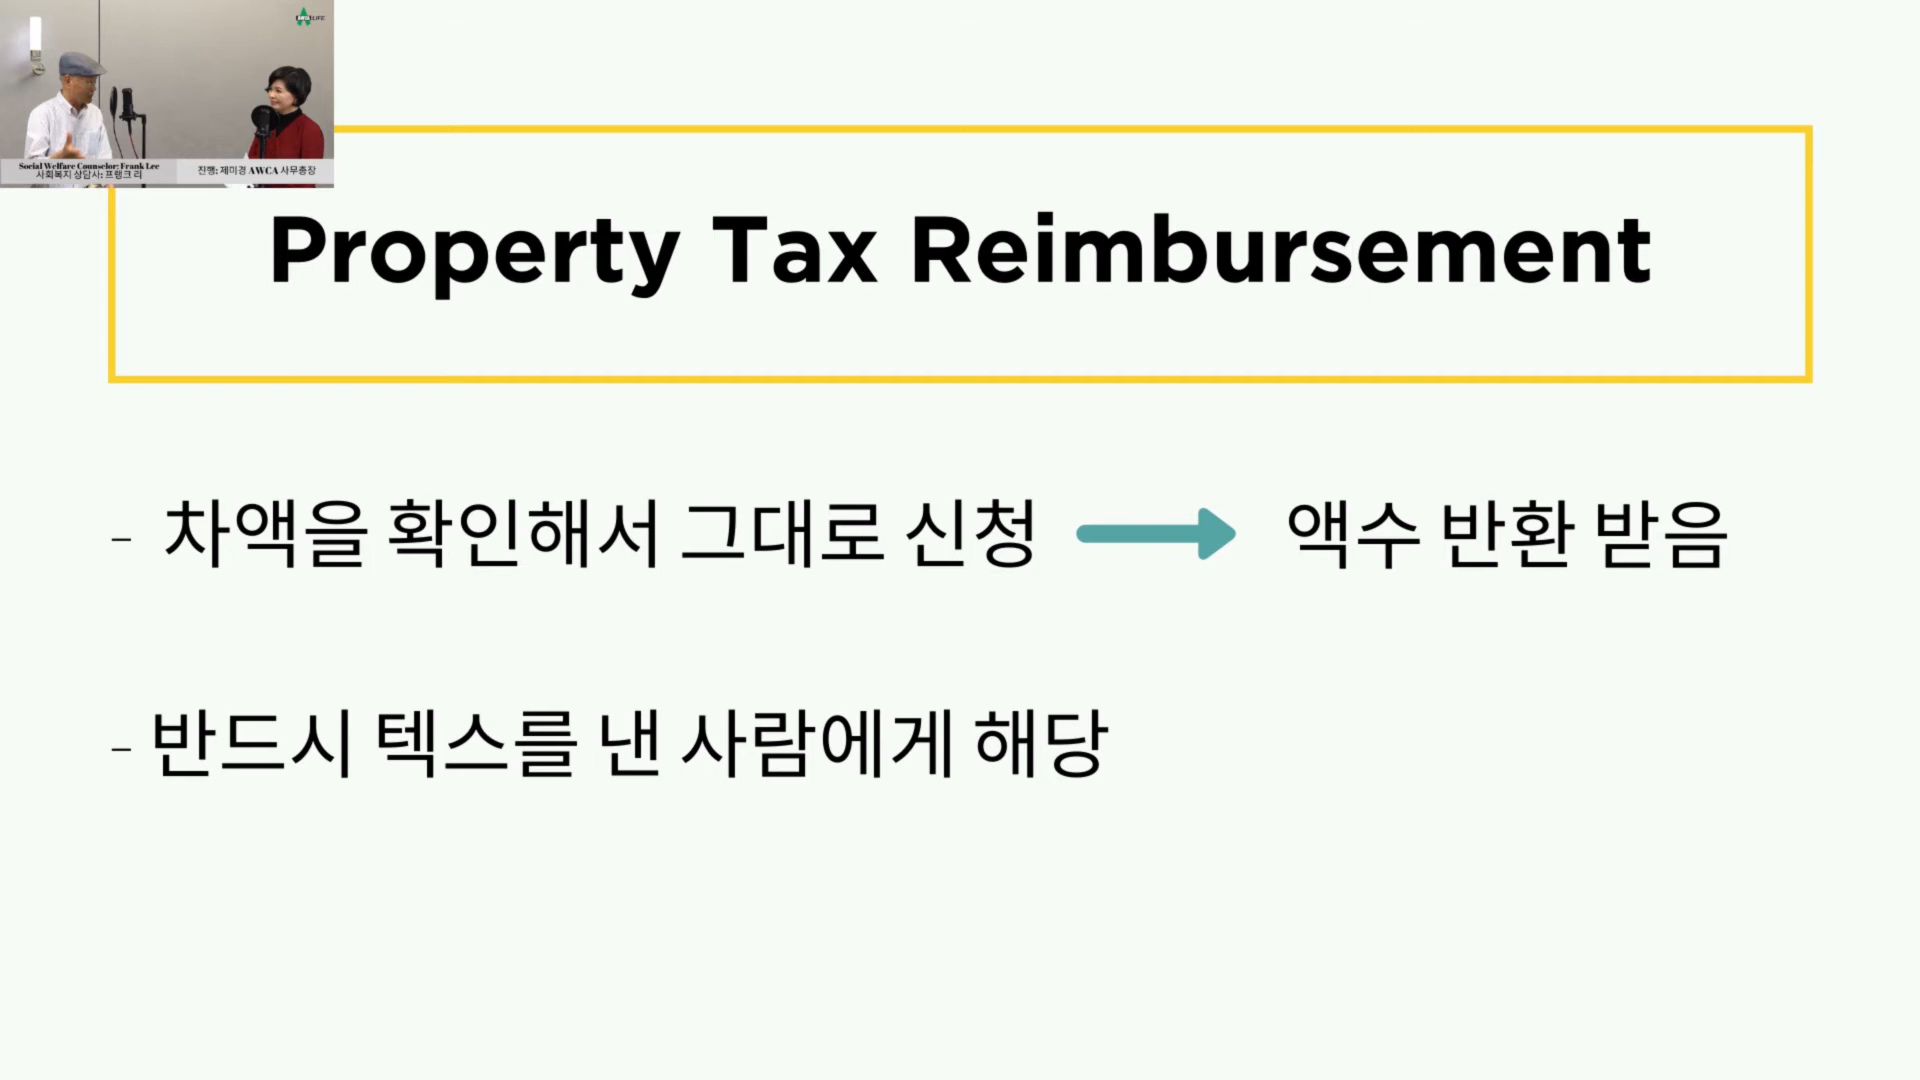 LIFE
Social Welfare Counselor: Frank Lee
사회복지 상담사: 프랭크 리
진행: 제미경 AWCA 사무총장
Property Tax Reimbursement
- 차액을 확인해서 그대로 신청 → 액수 반환 받음
- 반드시 텍스를 낸 사람에게 해당